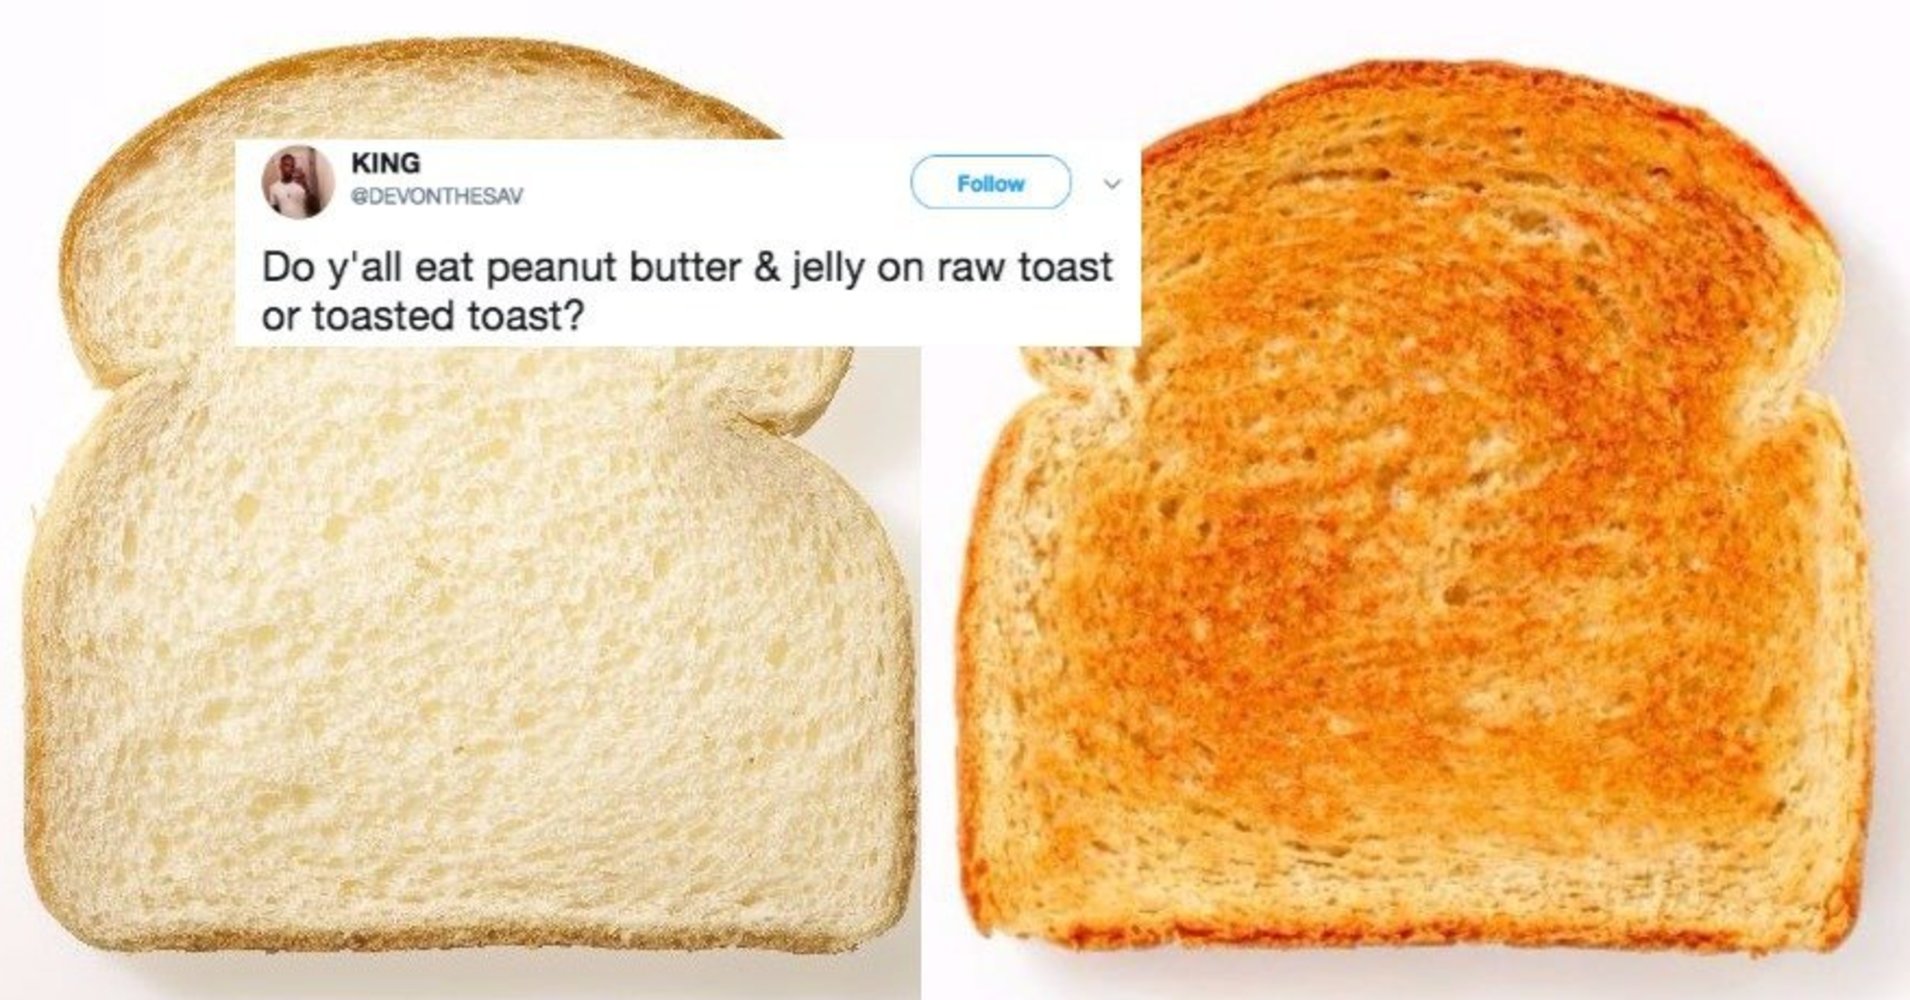 KING
@DEVONTHESAV
Follow
Do y'all eat peanut butter & jelly on raw toast
or toasted toast?